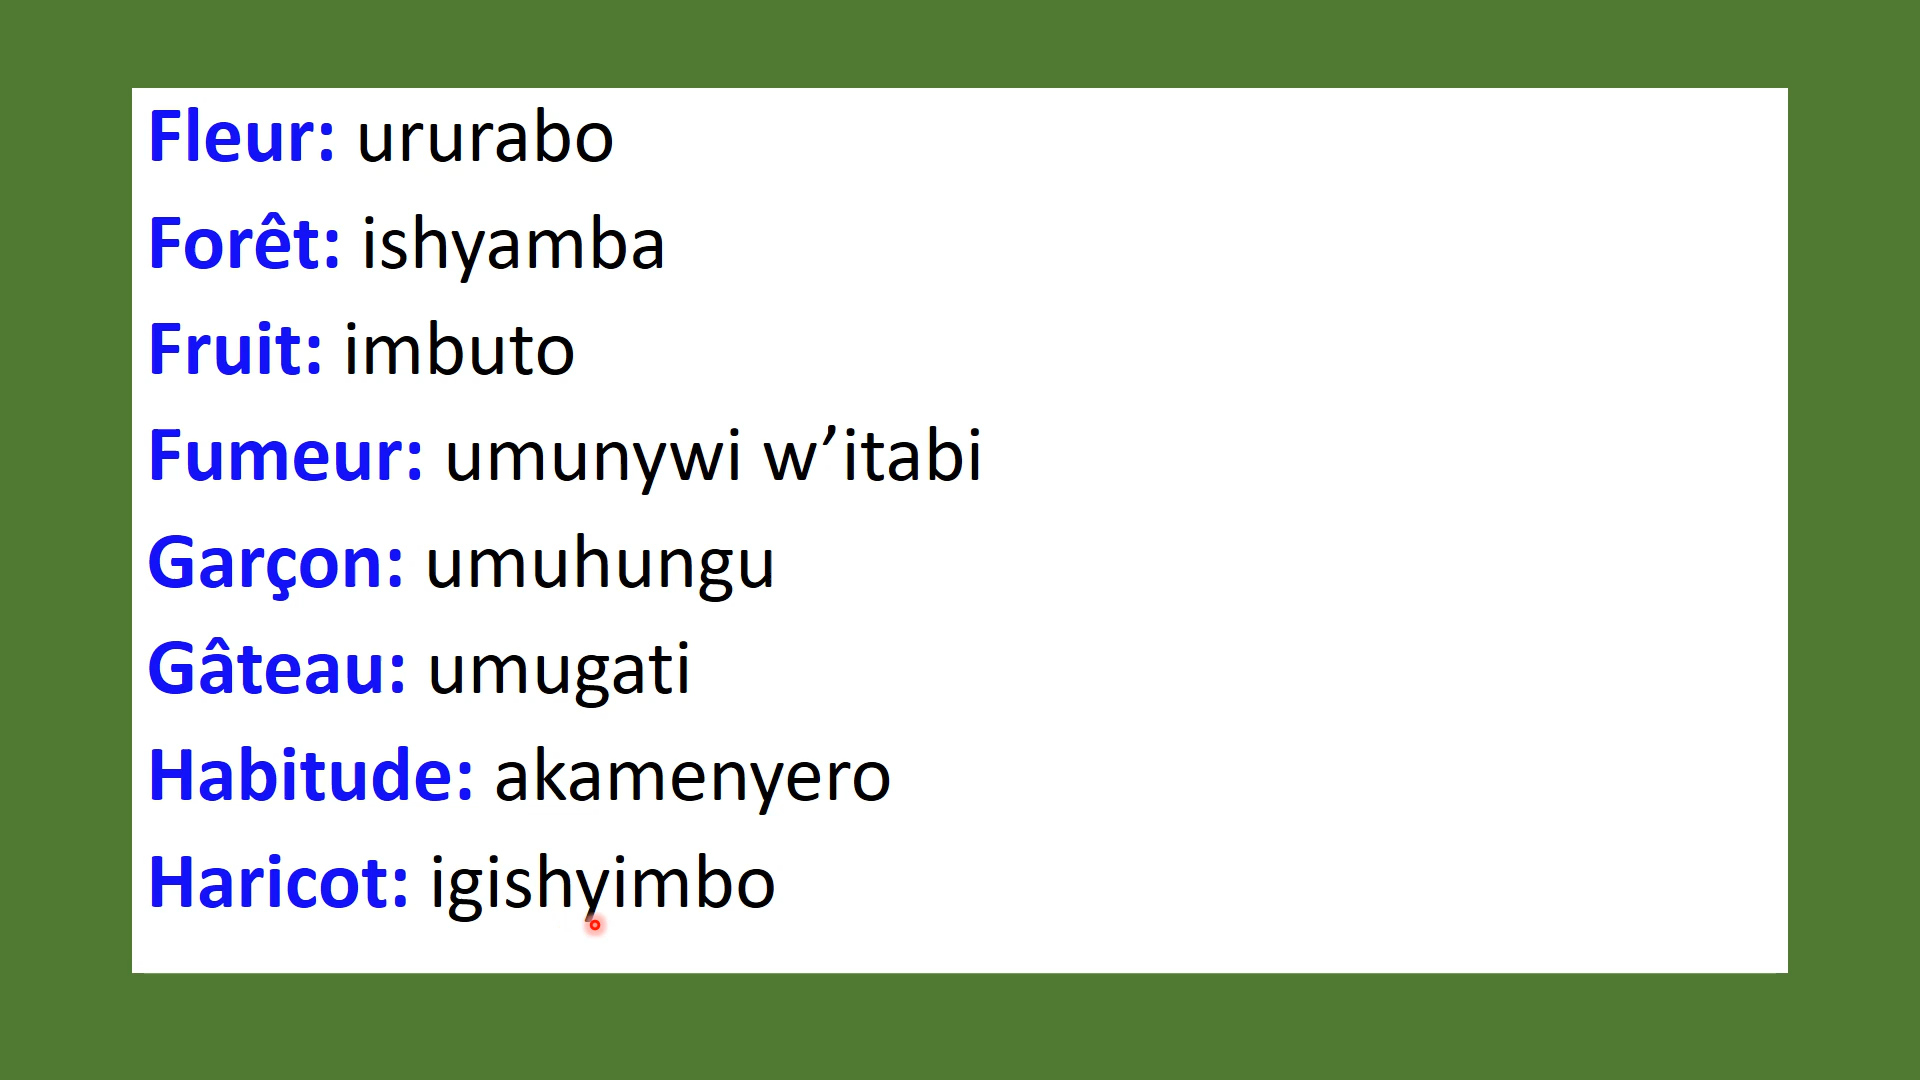 Fleur: ururabo
Forêt: ishyamba
Fruit: imbuto
Fumeur: umunywi w’itabi
Garçon: umuhungu
Gâteau: umugati
Habitude: akamenyero
Haricot: igishyimbo